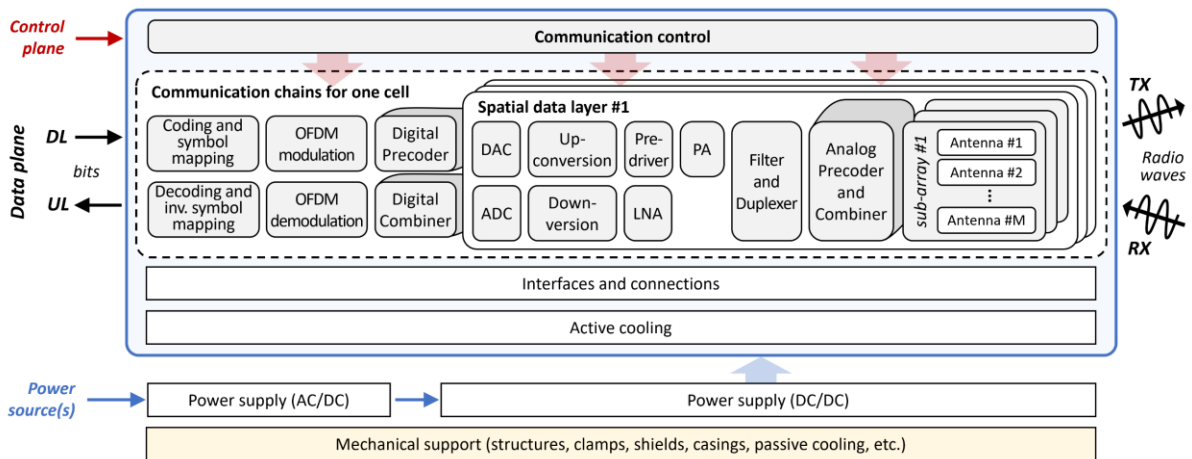 Control
plane
Communication control
Communication chains for one cell
Spatial data layer #1
TX
Data plane
DL
bits
UL
Coding and
symbol
mapping
OFDM
modulation
Digital
Precoder
DAC
Up-
conversion
Pre-
driver
PA
Filter
and
Duplexer
Analog
Precoder
and
Combiner
sub-array #1
Antenna #1
Antenna #2
...
Antenna #M
Radio
waves
Decoding and
inv. symbol
mapping
OFDM
demodulation
Digital
Combiner
ADC
Down-
version
LNA
RX
Interfaces and connections
Active cooling
Power
source(s)
Power supply (AC/DC)
Power supply (DC/DC)
Mechanical support (structures, clamps, shields, casings, passive cooling, etc.)